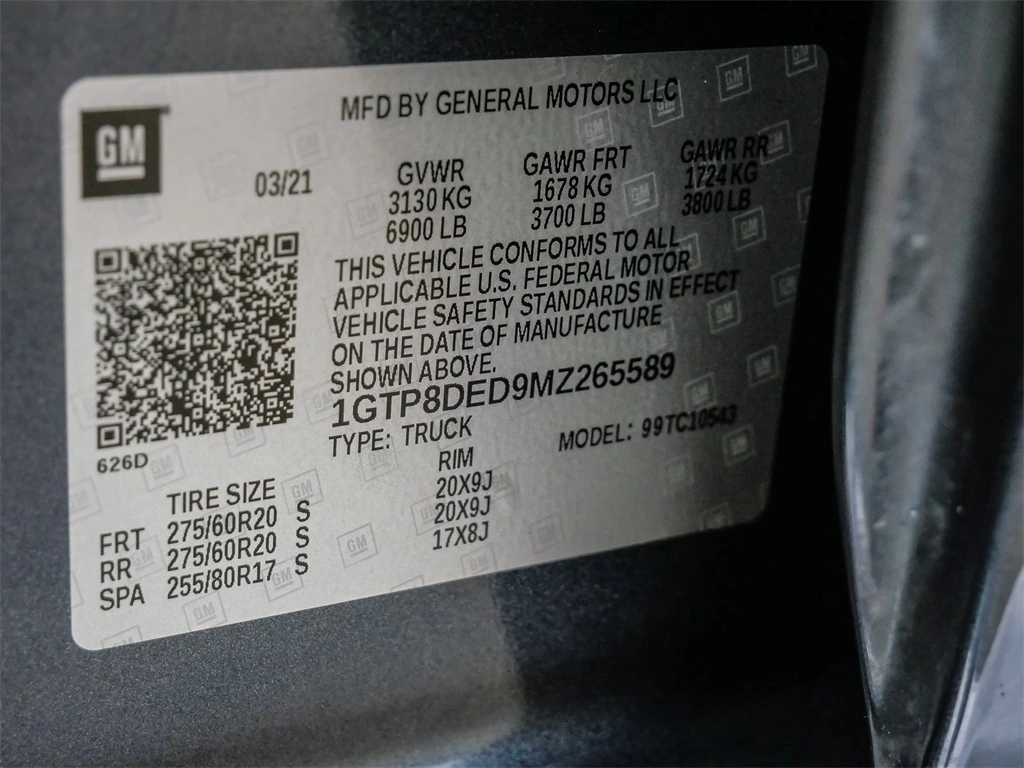 GM
MFD BY GENERAL MOTORS LLC
03/21
GVWR GAWR FRT GAWR RR
3130 KG 1678 KG 1724 KG
6900 LB 3700 LB 3800 LB
THIS VEHICLE CONFORMS TO ALL
APPLICABLE U.S. FEDERAL MOTOR
VEHICLE SAFETY STANDARDS IN EFFECT
ON THE DATE OF MANUFACTURE
SHOWN ABOVE.
1GTP8DED9MZ265589
TYPE: TRUCK MODEL: 99TC10543
626D
TIRE SIZE RIM
FRT 275/60R20 S 20X9J
RR 275/60R20 S 20X9J
SPA 255/80R17 S 17X8J